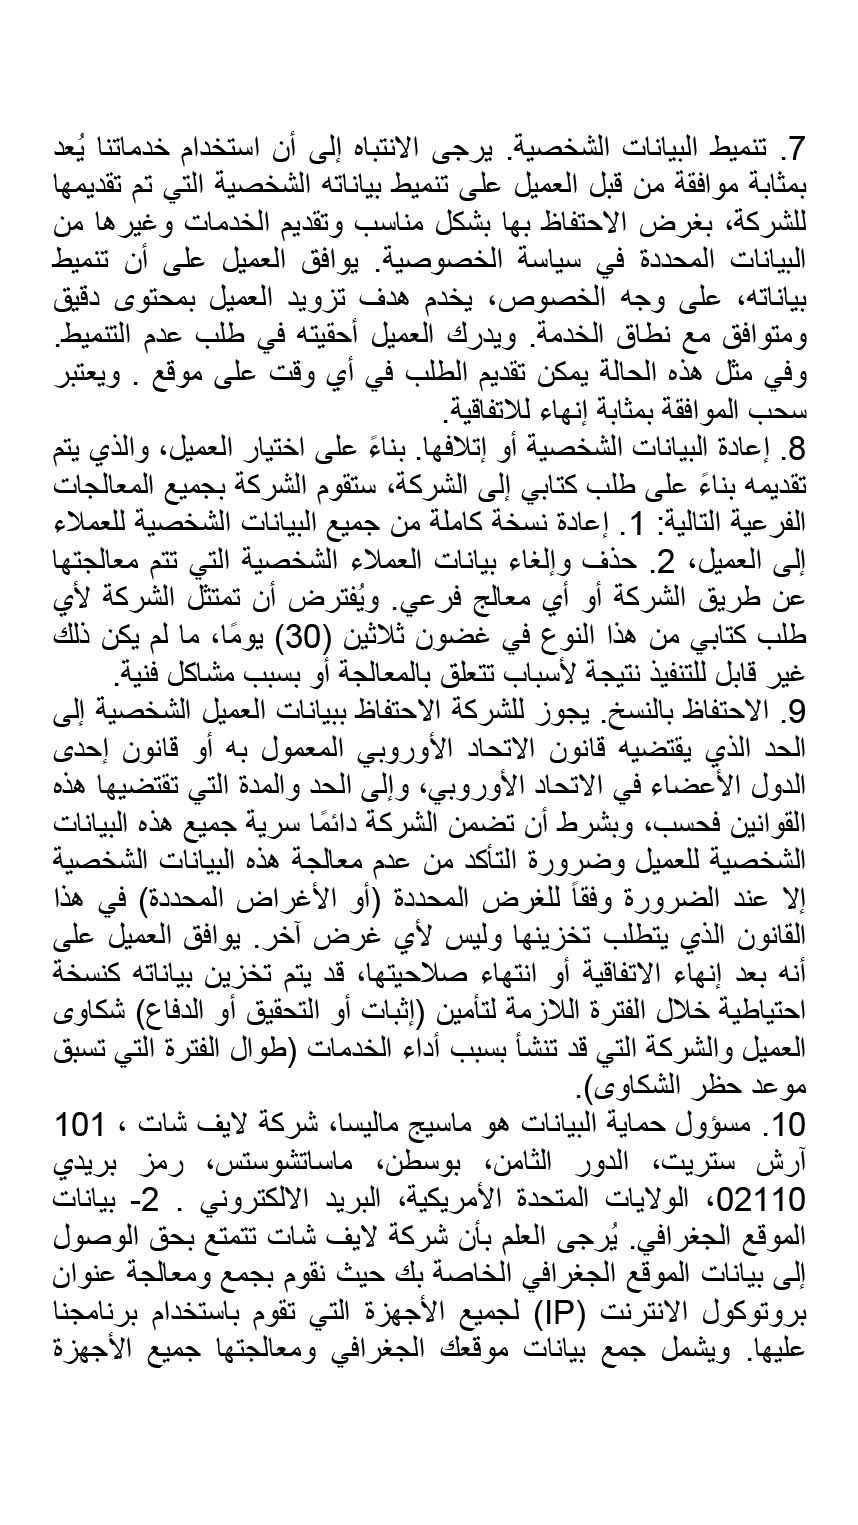 7. تنميط البيانات الشخصية. يرجى الانتباه إلى أن استخدام خدماتنا يُعد
بمثابة موافقة من قبل العميل على تنميط بياناته الشخصية التي تم تقديمها
للشركة، بغرض الاحتفاظ بها بشكل مناسب وتقديم الخدمات وغيرها من
البيانات المحددة في سياسة الخصوصية. يوافق العميل على أن تنميط
بياناته، على وجه الخصوص، يخدم هدف تزويد العميل بمحتوى دقيق
ومتوافق مع نطاق الخدمة. ويدرك العميل أحقيته في طلب عدم التنميط.
وفي مثل هذه الحالة يمكن تقديم الطلب في أي وقت على موقع . ويعتبر
سحب الموافقة بمثابة إنهاء للاتفاقية.
8. إعادة البيانات الشخصية أو إتلافها. بناءً على اختيار العميل، والذي يتم
تقديمه بناءً على طلب كتابي إلى الشركة، ستقوم الشركة بجميع المعالجات
الفرعية التالية: 1. إعادة نسخة كاملة من جميع البيانات الشخصية للعملاء
إلى العميل، 2. حذف وإلغاء بيانات العملاء الشخصية التي تتم معالجتها
عن طريق الشركة أو أي معالج فرعي. ويُفترض أن تمتثل الشركة لأي
طلب كتابي من هذا النوع في غضون ثلاثين (30) يومًا، ما لم يكن ذلك
غير قابل للتنفيذ نتيجة لأسباب تتعلق بالمعالجة أو بسبب مشاكل فنية.
9. الاحتفاظ بالنسخ. يجوز للشركة الاحتفاظ ببيانات العميل الشخصية إلى
الحد الذي يقتضيه قانون الاتحاد الأوروبي المعمول به أو قانون إحدى
الدول الأعضاء في الاتحاد الأوروبي، وإلى الحد والمدة التي تقتضيها هذه
القوانين فحسب، وبشرط أن تضمن الشركة دائمًا سرية جميع هذه البيانات
الشخصية للعميل وضرورة التأكد من عدم معالجة هذه البيانات الشخصية
إلا عند الضرورة وفقاً للغرض المحددة (أو الأغراض المحددة) في هذا
القانون الذي يتطلب تخزينها وليس لأي غرض آخر. يوافق العميل على
أنه بعد إنهاء الاتفاقية أو انتهاء صلاحيتها، قد يتم تخزين بياناته كنسخة
احتياطية خلال الفترة اللازمة لتأمين (إثبات أو التحقيق أو الدفاع) شكاوى
العميل والشركة التي قد تنشأ بسبب أداء الخدمات (طوال الفترة التي تسبق
موعد حظر الشكاوى).
10. مسؤول حماية البيانات هو ماسيج ماليسا، شركة لايف شات ، 101
آرش ستريت، الدور الثامن، بوسطن، ماساتشوستس، رمز بريدي
02110، الولايات المتحدة الأمريكية، البريد الالكتروني . 2- بيانات
الموقع الجغرافي. يُرجى العلم بأن شركة لايف شات تتمتع بحق الوصول
إلى بيانات الموقع الجغرافي الخاصة بك حيث نقوم بجمع ومعالجة عنوان
بروتوكول الانترنت (IP) لجميع الأجهزة التي تقوم باستخدام برنامجنا
عليها. ويشمل جمع بيانات موقعك الجغرافي ومعالجتها جميع الأجهزة